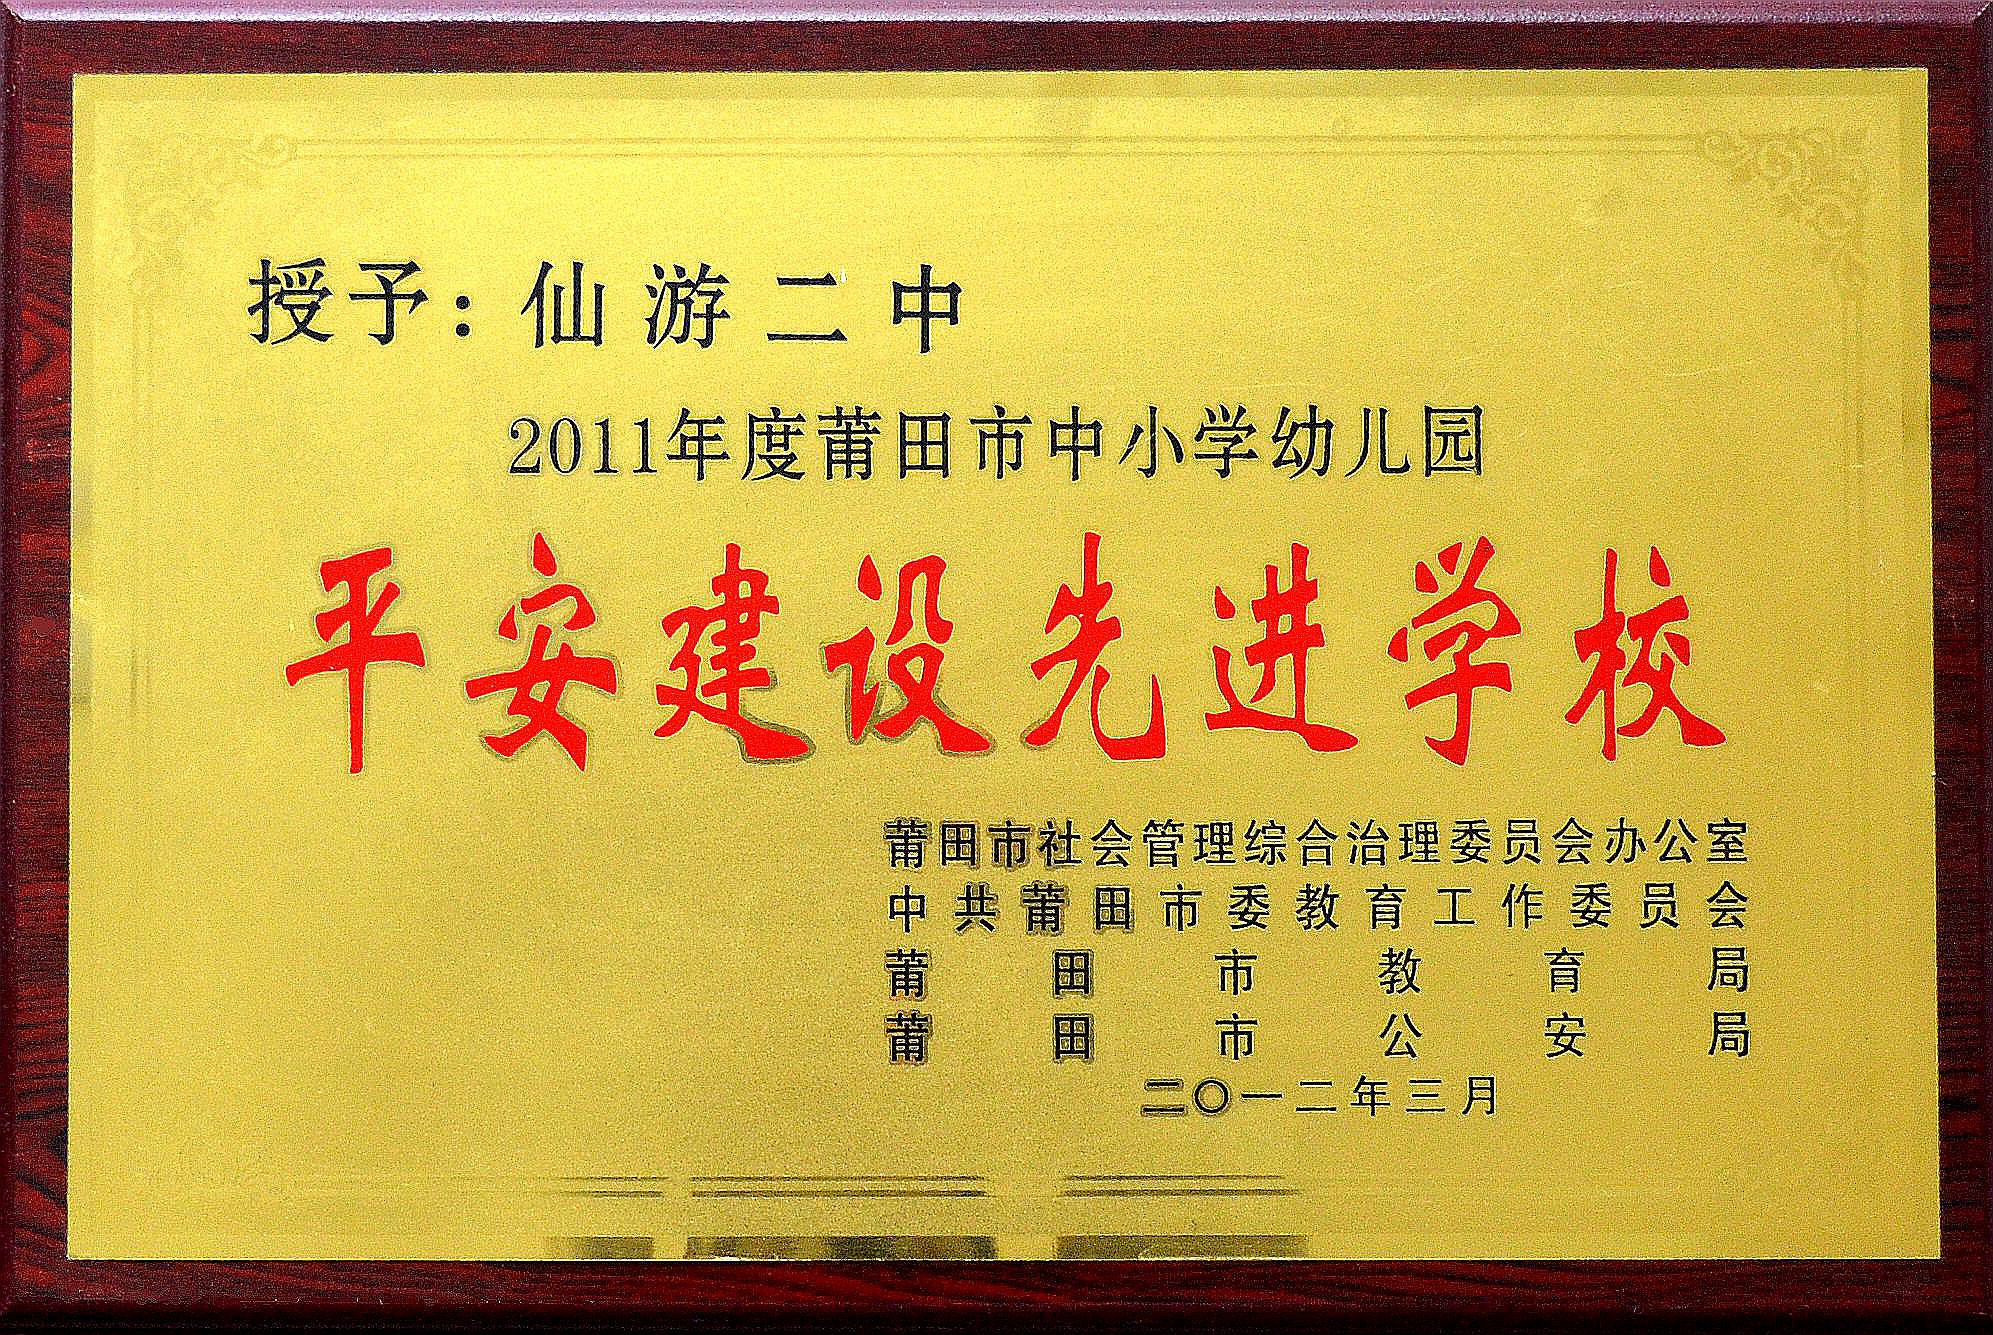 授予：仙游二中
2011年度莆田市中小学幼儿园
平安建设先进学校
莆田市社会管理综合治理委员会办公室
中共莆田市委教育工作委员会
莆田市教育局
莆田市公安局
二〇一二年三月